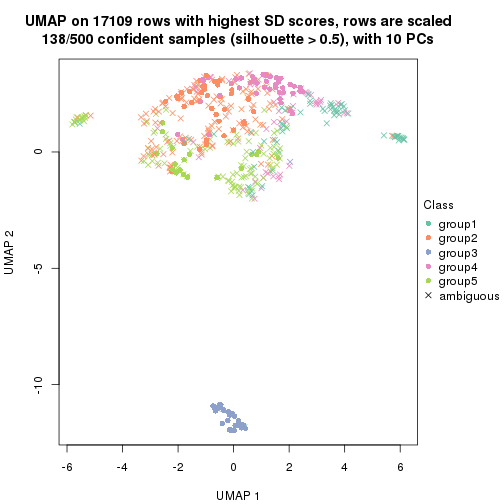 UMAP on 17109 rows with highest SD scores, rows are scaled
138/500 confident samples (silhouette > 0.5), with 10 PCs
0
-5
-10
UMAP 2
-6
-4
-2
0
2
4
6
UMAP 1
Class
group1
group2
group3
group4
group5
ambiguous